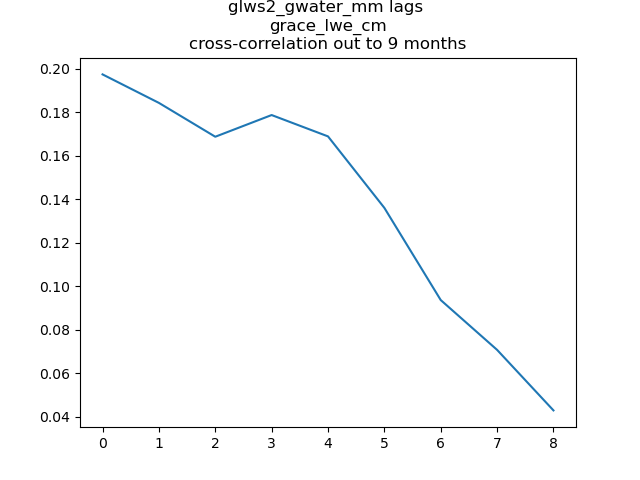 glws2_gwater_mm lags
grace_lwe_cm
cross-correlation out to 9 months
0.20
0.18
0.16
0.14
0.12
0.10
0.08
0.06
0.04
0 1 2 3 4 5 6 7 8